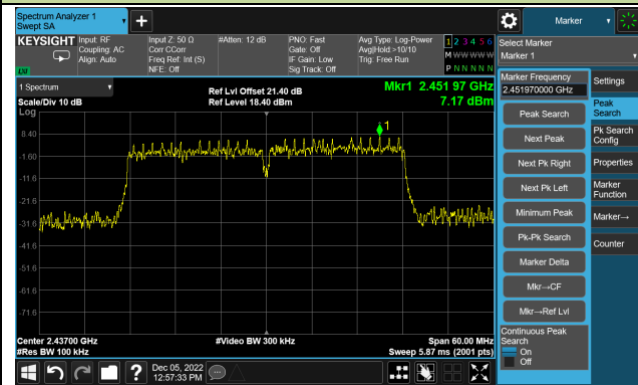 Spectrum Analyzer 1
Swept SA
Marker
KEYSIGHT
Input: RF
Coupling: AC
Align: Auto
Input Z: 50 Ω
Corr CCorr
Freq Ref: Int (S)
NFE: Off
#Atten: 12 dB
PNO: Fast
Gate: Off
IF Gain: Low
Sig Track: Off
Avg Type: Log-Power
Avg|Hold:>10/10
Trig: Free Run
1 2 3 4 5 6
M W W W W W
P N N N N N
LXI
Select Marker
Marker 1
1 Spectrum
Scale/Div 10 dB
Log
Ref Lvl Offset 21.40 dB
Ref Level 18.40 dBm
Mkr1 2.451 97 GHz
7.17 dBm
1
8.40
-1.60
-11.6
-21.6
-31.6
-41.6
-51.6
-61.6
-71.6
Center 2.43700 GHz
#Res BW 100 kHz
#Video BW 300 kHz
Span 60.00 MHz
Sweep 5.87 ms (2001 pts)
Marker Frequency
2.451970000 GHz
Peak Search
Next Peak
Next Pk Right
Next Pk Left
Minimum Peak
Pk-Pk Search
Marker Delta
Mkr→CF
Mkr→Ref Lvl
Continuous Peak
Search
On
Off
Settings
Peak
Search
Pk Search
Config
Properties
Marker
Function
Marker→
Counter
?
Dec 05, 2022
12:57:33 PM